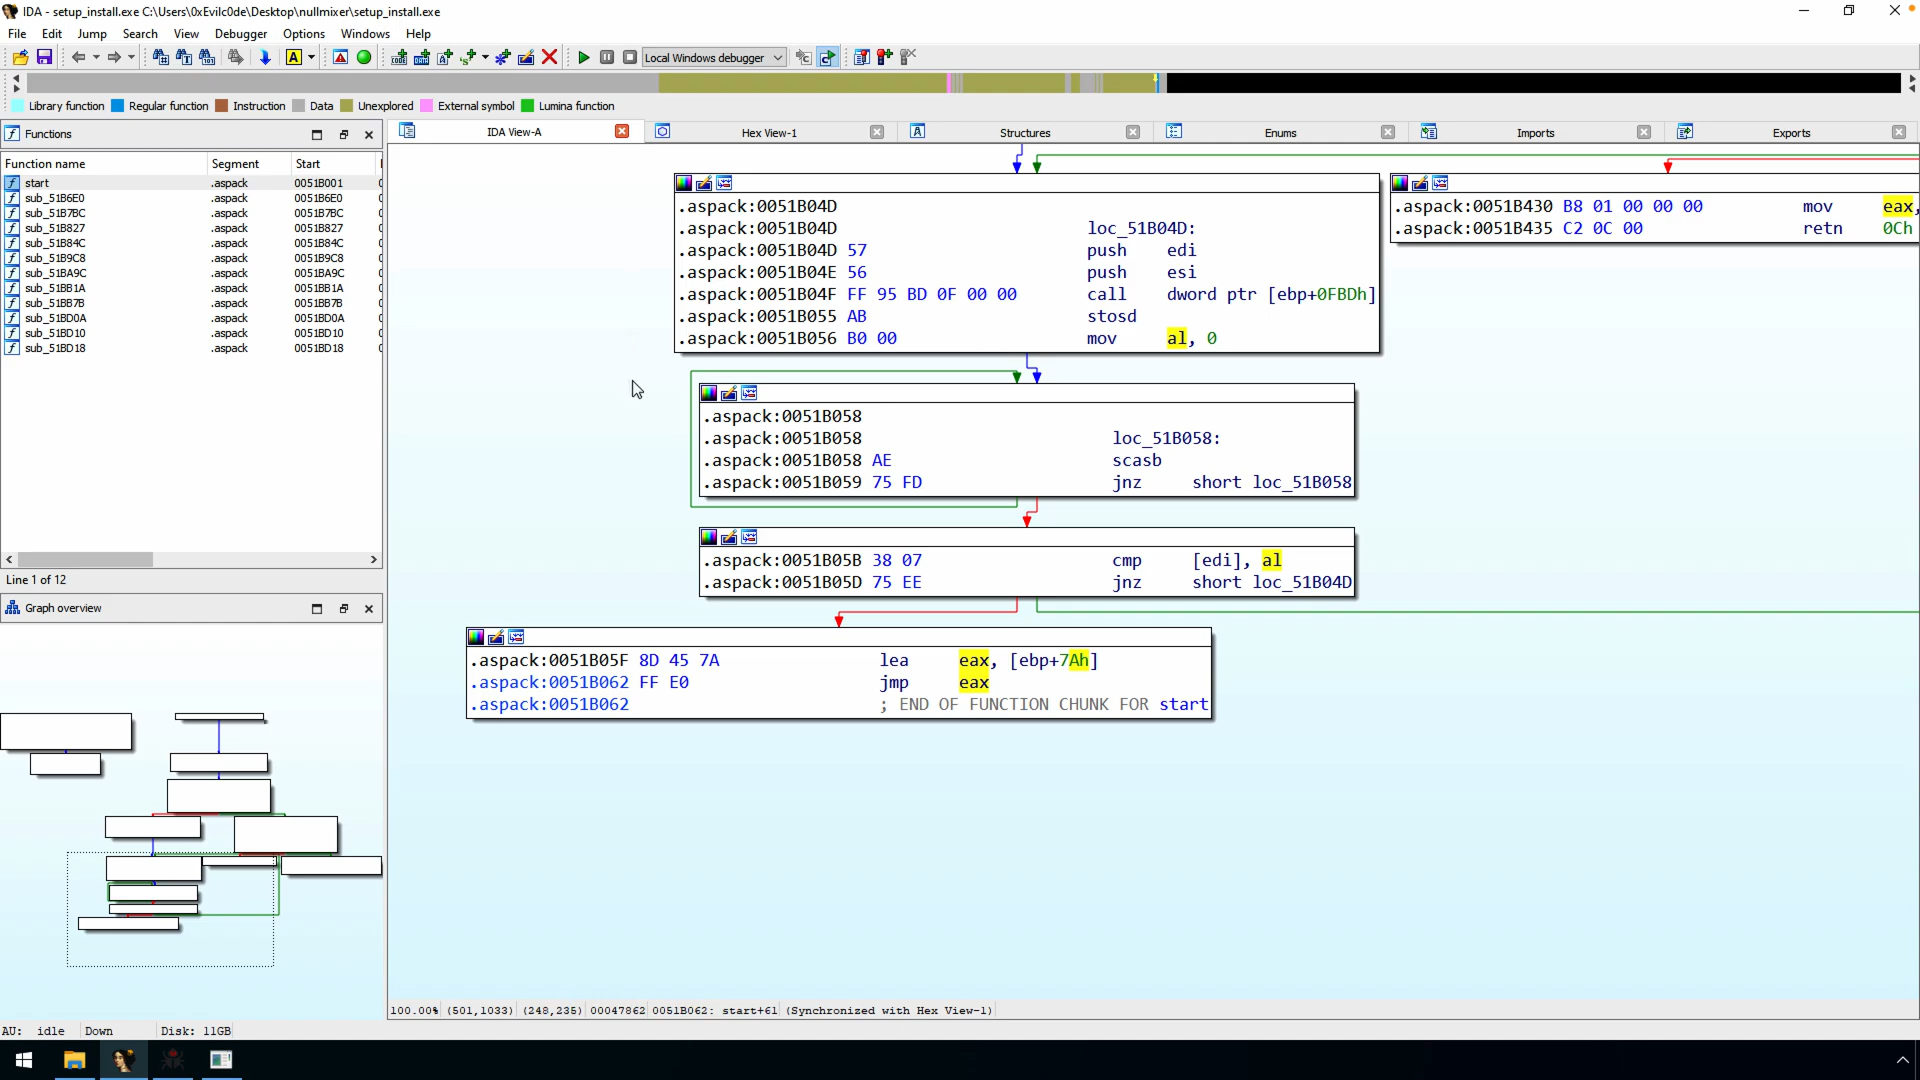 IDA - setup_install.exe C:\Users\0xEvilc0de\Desktop\nullmixer\setup_install.exe
File Edit Jump Search View Debugger Options Windows Help
Local Windows debugger
Library function Regular function Instruction Data Unexplored External symbol Lumina function
Functions
Function name Segment Start
start .aspack 0051B001
sub_51B6E0 .aspack 0051B6E0
sub_51B7BC .aspack 0051B7BC
sub_51B827 .aspack 0051B827
sub_51B84C .aspack 0051B84C
sub_51B9C8 .aspack 0051B9C8
sub_51BA9C .aspack 0051BA9C
sub_51BB1A .aspack 0051BB1A
sub_51BB7B .aspack 0051BB7B
sub_51BD0A .aspack 0051BD0A
sub_51BD10 .aspack 0051BD10
sub_51BD18 .aspack 0051BD18
Line 1 of 12
Graph overview
IDA View-A Hex View-1 Structures Enums Imports Exports
.aspack:0051B04D
.aspack:0051B04D loc_51B04D:
.aspack:0051B04D 57 push edi
.aspack:0051B04E 56 push esi
.aspack:0051B04F FF 95 BD 0F 00 00 call dword ptr [ebp+0FBDh]
.aspack:0051B055 AB stosd
.aspack:0051B056 B0 00 mov al, 0
.aspack:0051B430 B8 01 00 00 00 mov eax,
.aspack:0051B435 C2 0C 00 retn 0Ch
.aspack:0051B058
.aspack:0051B058 loc_51B058:
.aspack:0051B058 AE scasb
.aspack:0051B059 75 FD jnz short loc_51B058
.aspack:0051B05B 38 07 cmp [edi], al
.aspack:0051B05D 75 EE jnz short loc_51B04D
.aspack:0051B05F 8D 45 7A lea eax, [ebp+7Ah]
.aspack:0051B062 FF E0 jmp eax
.aspack:0051B062 ; END OF FUNCTION CHUNK FOR start
100.00% (501,1033) (248,235) 00047862 0051B062: start+61 (Synchronized with Hex View-1)
AU: idle Down Disk: 11GB